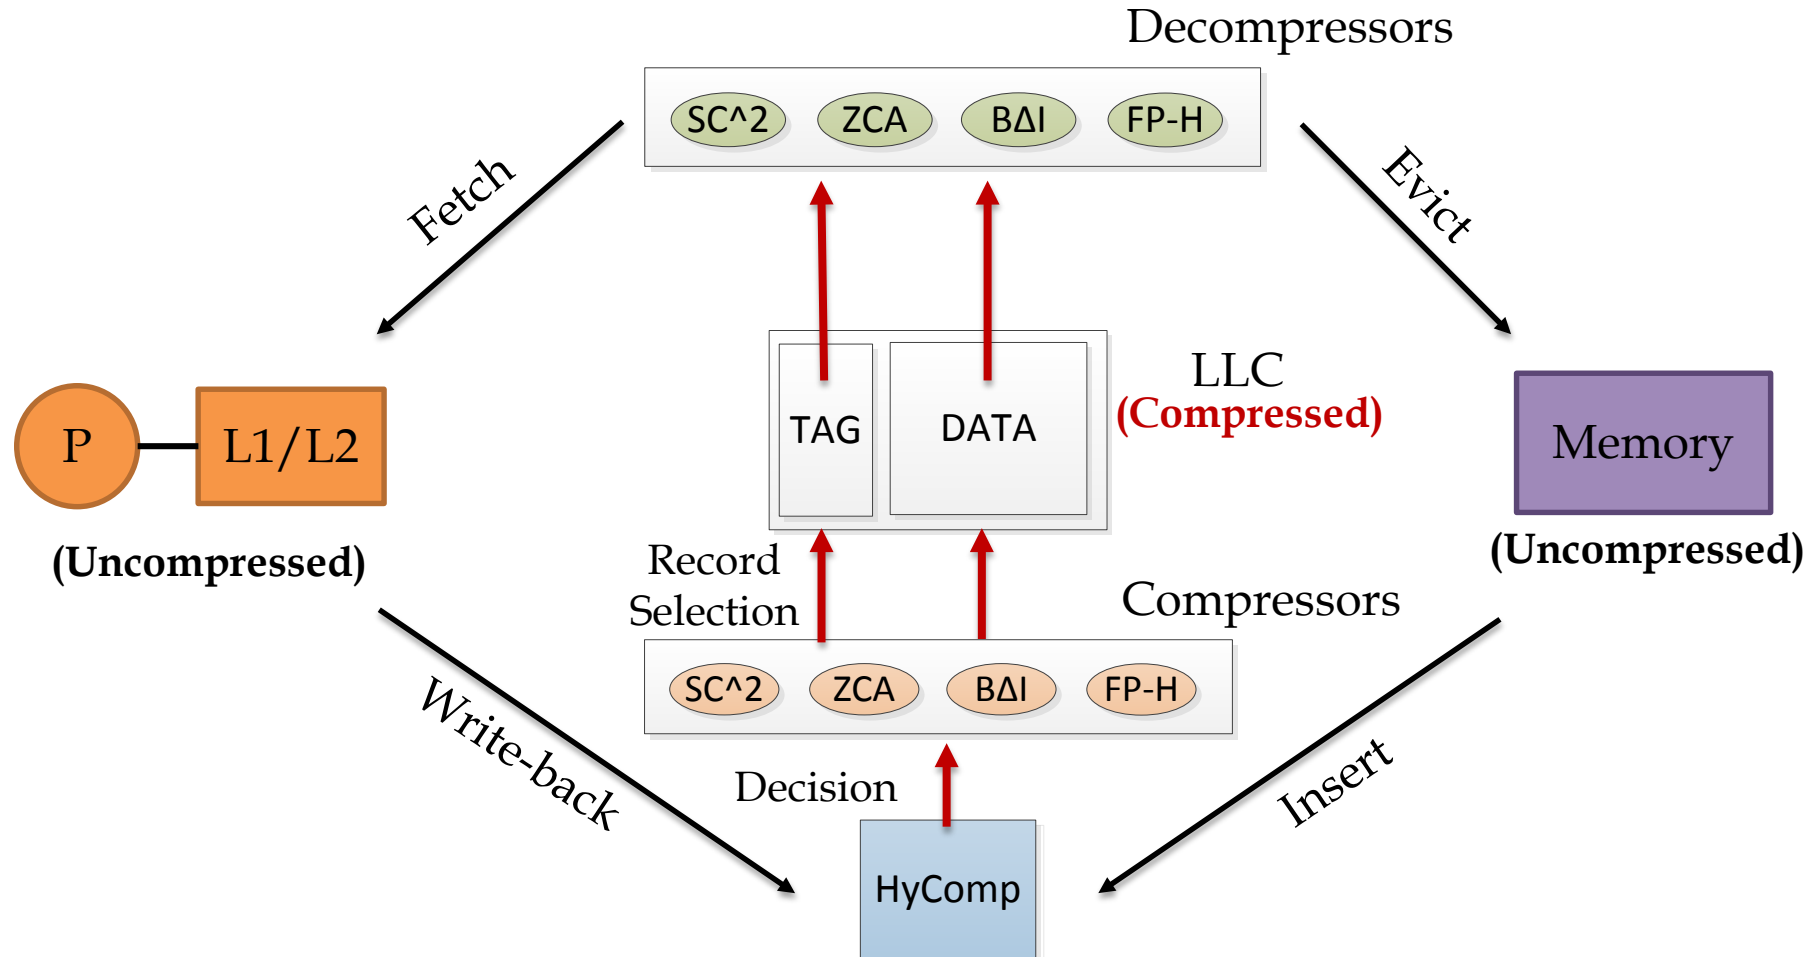 Decompressors
SC^2 ZCA BΔI FP-H
Fetch
Evict
LLC
(Compressed)
TAG DATA
P L1/L2
Memory
(Uncompressed)
(Uncompressed)
Record
Selection
Compressors
SC^2 ZCA BΔI FP-H
Write-back
Decision
Insert
HyComp